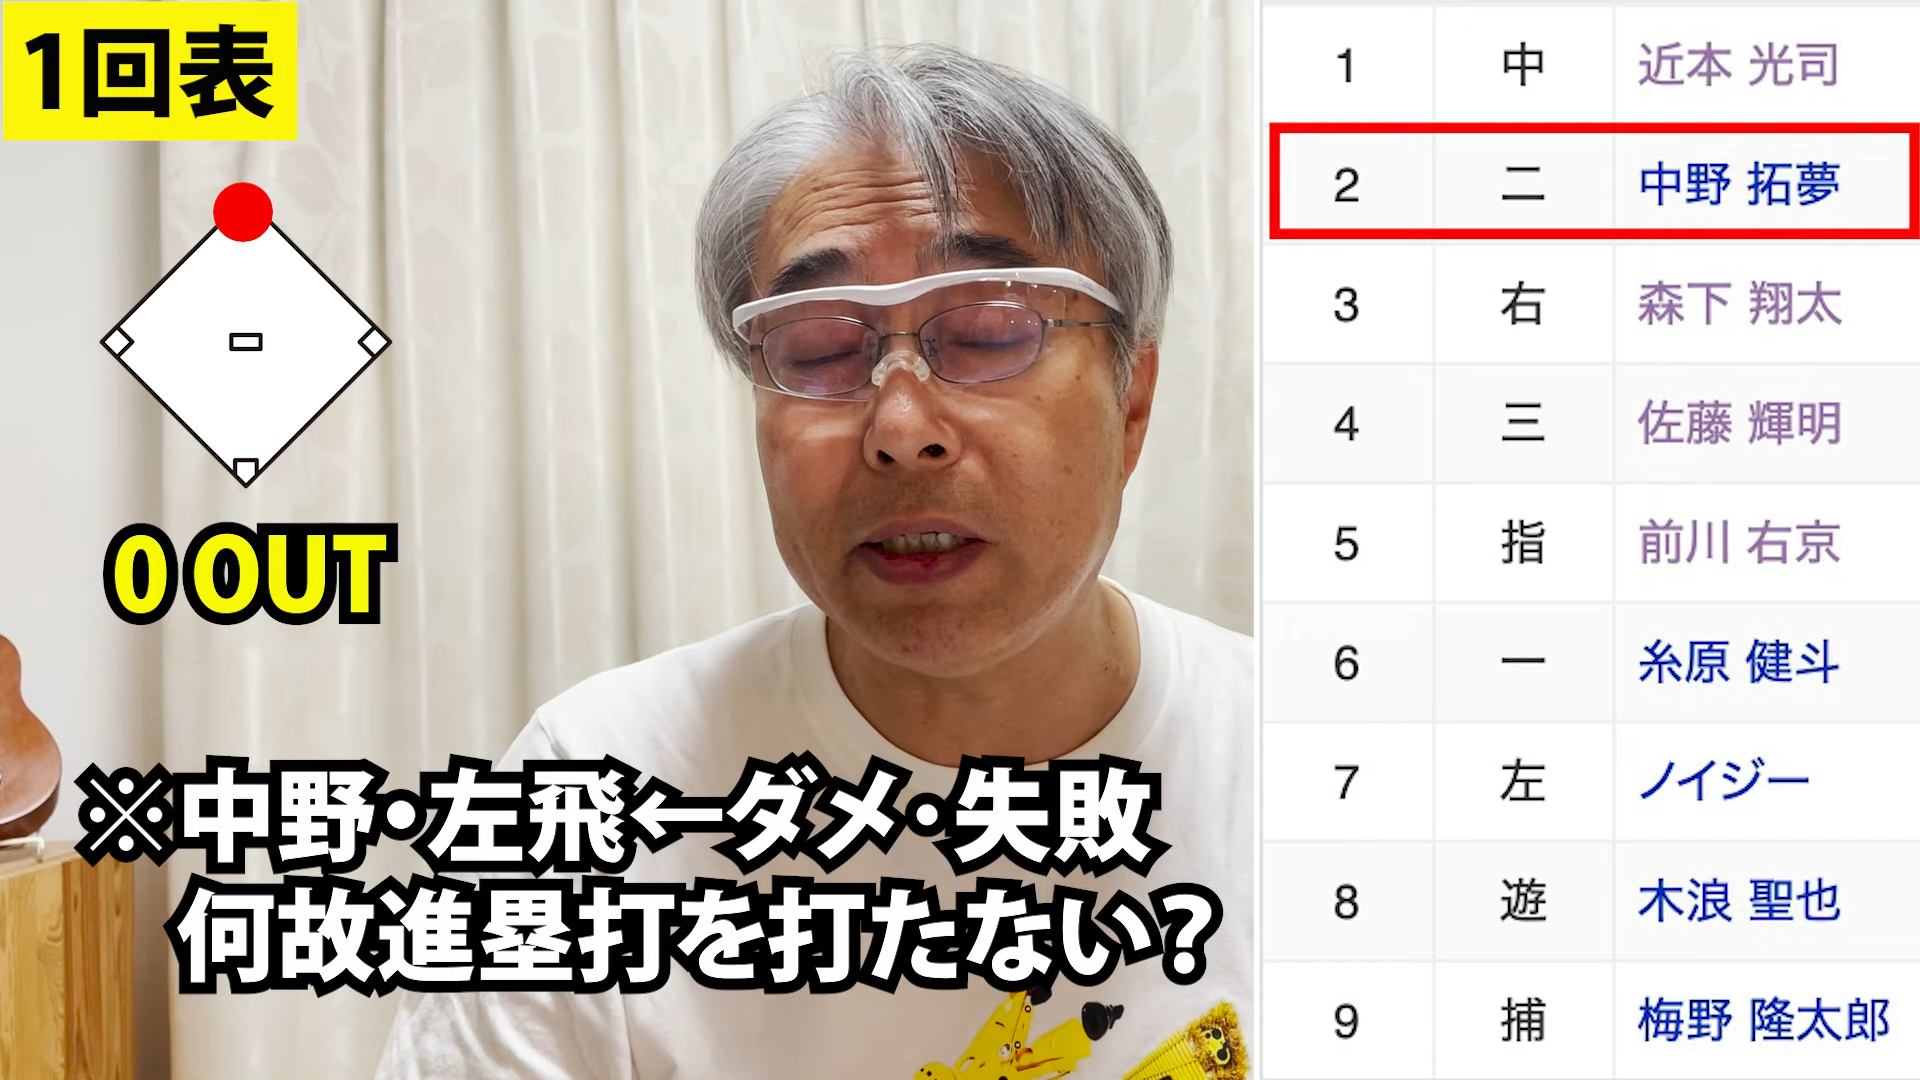 1回表
0 OUT
※中野・左飛←ダメ・失敗
何故進塁打を打たない?
1 中 近本 光司
2 二 中野 拓夢
3 右 森下 翔太
4 三 佐藤 輝明
5 指 前川 右京
6 一 糸原 健斗
7 左 ノイジー
8 遊 木浪 聖也
9 捕 梅野 隆太郎